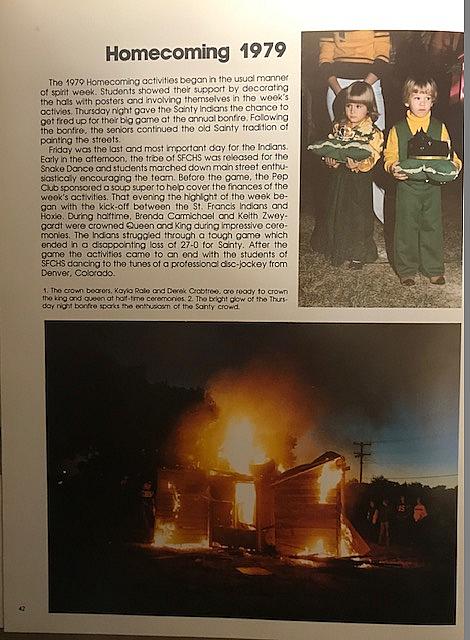 Homecoming 1979
The 1979 Homecoming activities began in the usual manner
of spirit week. Students showed their support by decorating
the halls with posters and involving themselves in the week's
activies. Thursday night gave the Sainty Indians the chance to
get fired up for their big game at the annual bonfire. Following
the bonfire, the seniors continued the old Sainty tradition of
painting the streets.
Friday was the last and most important day for the Indians.
Early in the afternoon, the tribe of SFCHS was released for the
Snake Dance and students marched down main street enthu-
siastically encouraging the team. Before the game, the Pep
Club sponsored a soup super to help cover the finances of the
week's activities. That evening the highlight of the week be-
gan with the kick-off between the St. Francis Indians and
Hoxie. During halftime, Brenda Carmichael and Keith Zwey-
gardt were crowned Queen and King during impressive cere-
monies. The Indians struggled through a tough game which
ended in a disappointing loss of 27-0 for Sainty. After the
game the activities came to an end with the students of
SFCHS dancing to the tunes of a professional disc-jockey from
Denver, Colorado.
1. The crown bearers, Kayla Raile and Derek Crabtree, are ready to crown
the king and queen at half-time ceremonies. 2. The bright glow of the Thurs-
day night bonfire sparks the enthusiasm of the Sainty crowd.
42